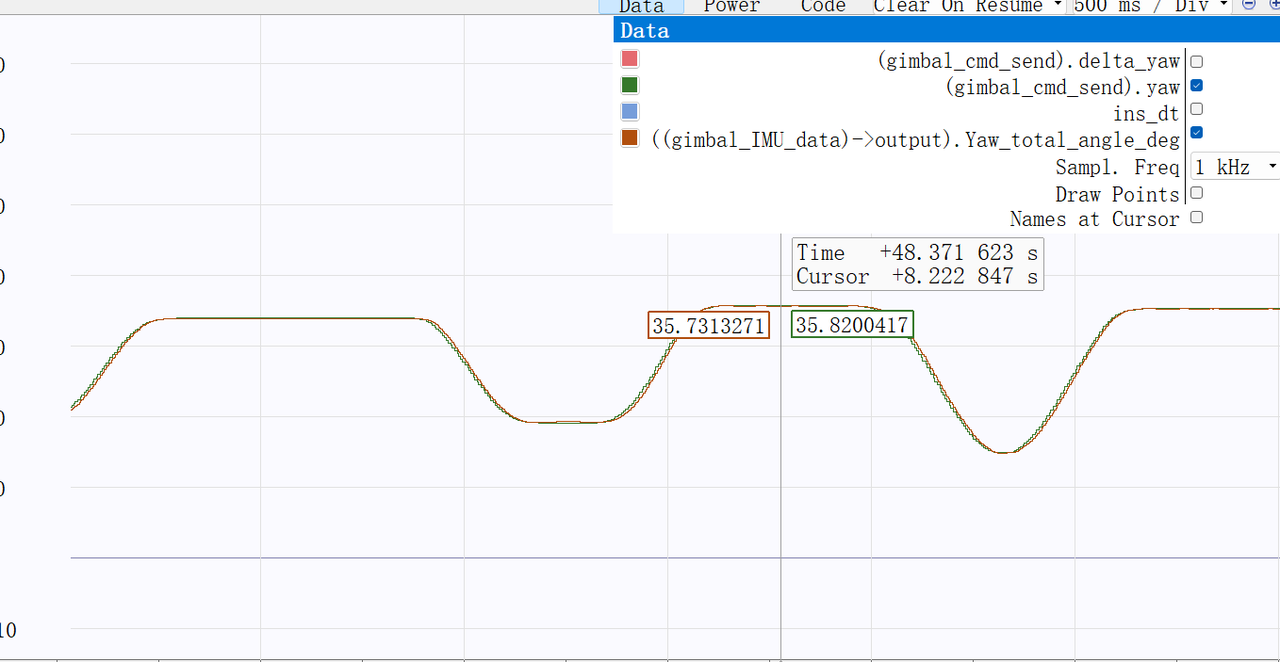 Data Power Code Clear On Resume 500 ms / Div
Data
(gimbal_cmd_send).delta_yaw
(gimbal_cmd_send).yaw
ins_dt
((gimbal_IMU_data)->output).Yaw_total_angle_deg
Sampl. Freq 1 kHz
Draw Points
Names at Cursor
Time +48.371 623 s
Cursor +8.222 847 s
35.7313271 35.8200417
0
0
0
0
0
0
0
10